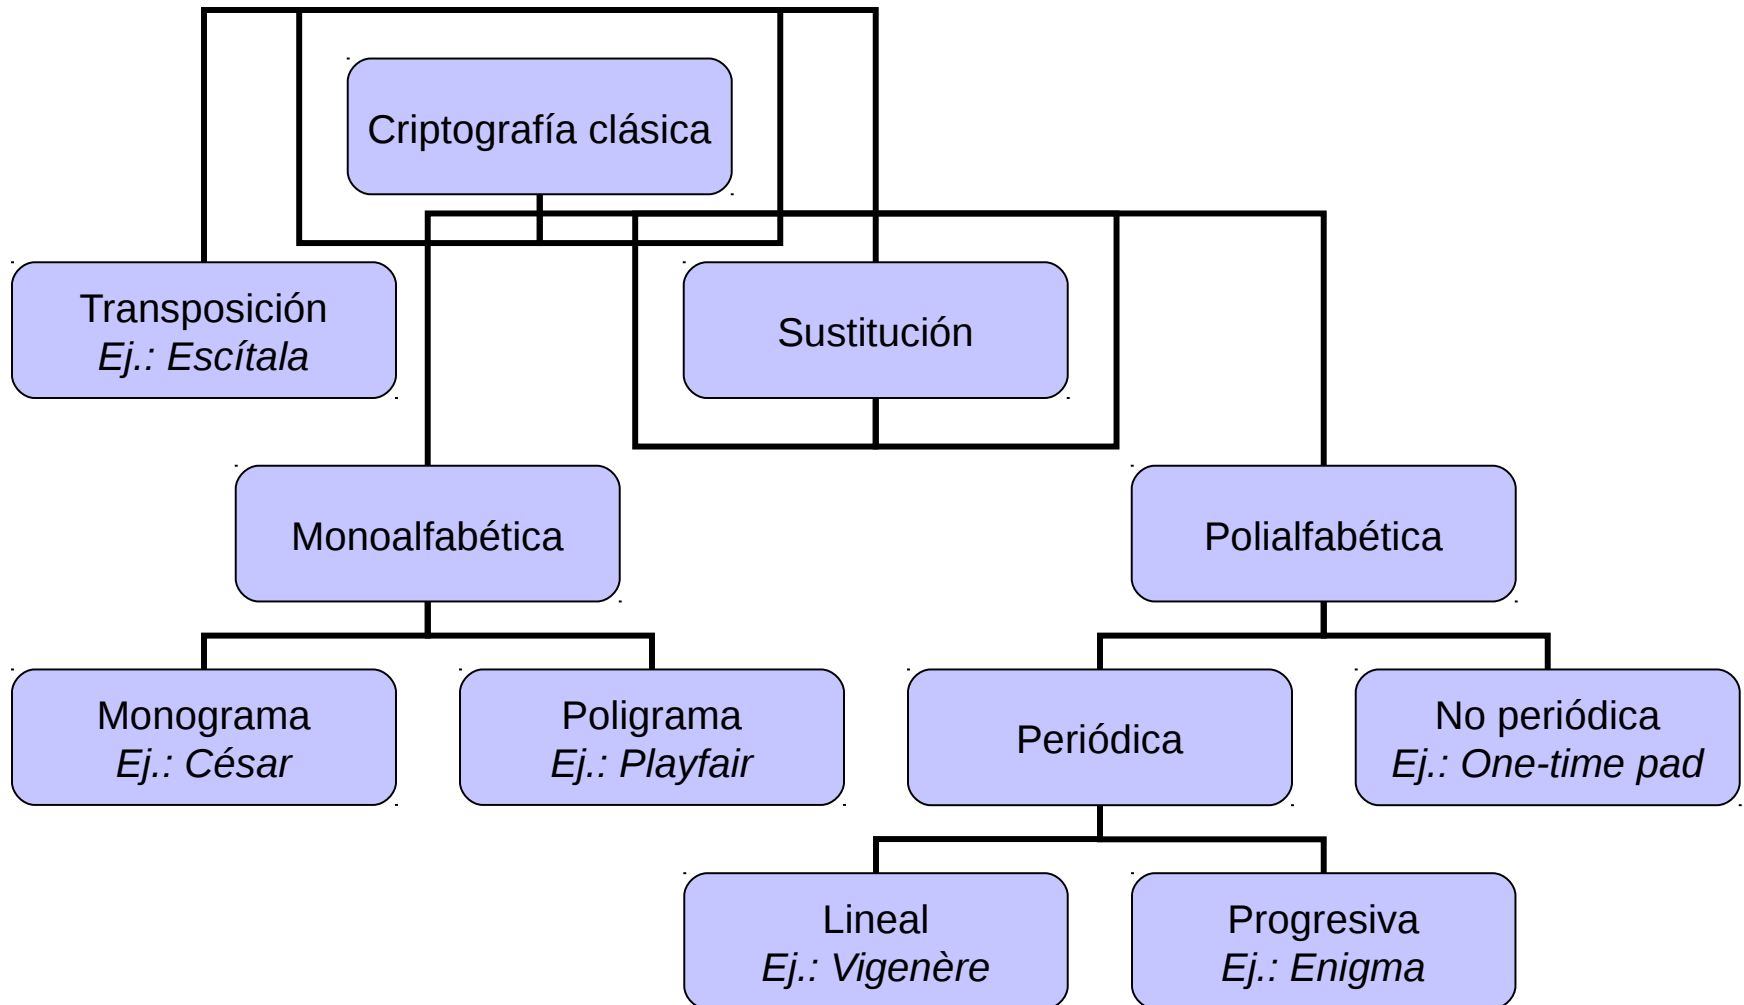 Criptografía clásica
Transposición
Ej.: Escítala
Sustitución
Monoalfabética
Polialfabética
Monograma
Ej.: César
Poligrama
Ej.: Playfair
Periódica
No periódica
Ej.: One-time pad
Lineal
Ej.: Vigenère
Progresiva
Ej.: Enigma